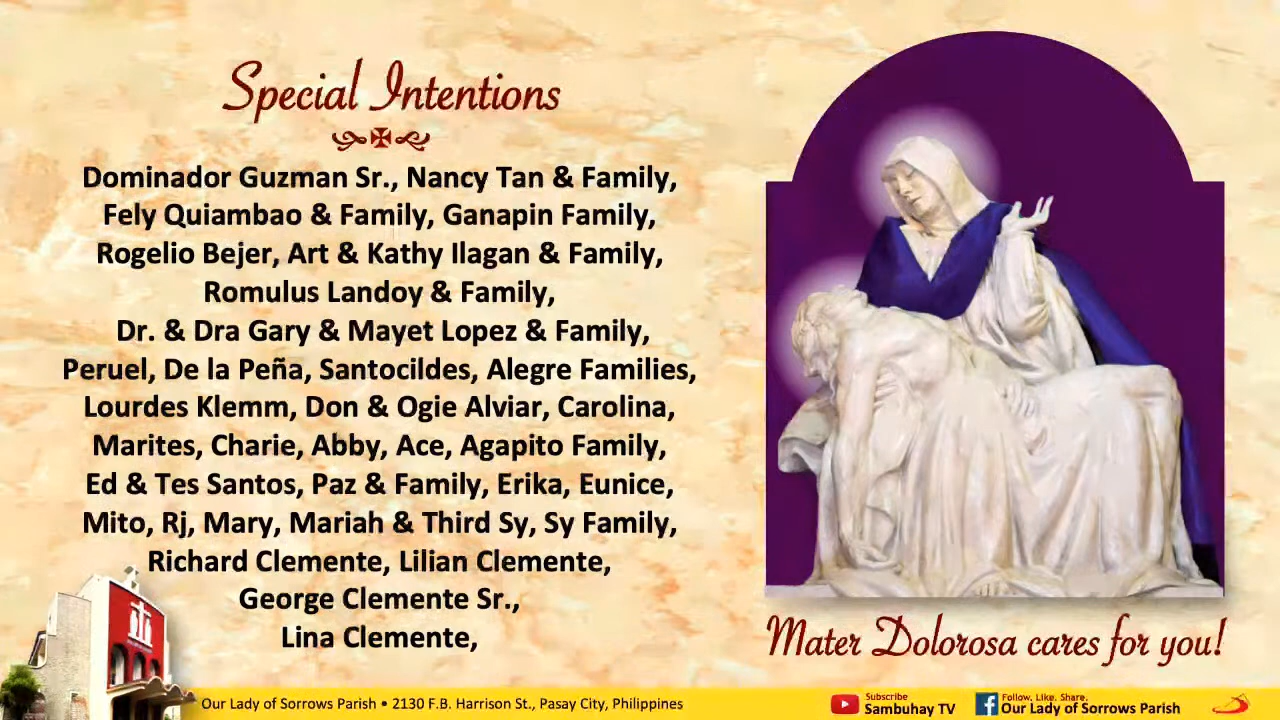 Special Intentions
Dominador Guzman Sr., Nancy Tan & Family,
Fely Quiambao & Family, Ganapin Family,
Rogelio Bejer, Art & Kathy Ilagan & Family,
Romulus Landoy & Family,
Dr. & Dra Gary & Mayet Lopez & Family,
Peruel, De la Peña, Santocildes, Alegre Families,
Lourdes Klemm, Don & Ogie Alviar, Carolina,
Marites, Charie, Abby, Ace, Agapito Family,
Ed & Tes Santos, Paz & Family, Erika, Eunice,
Mito, Rj, Mary, Mariah & Third Sy, Sy Family,
Richard Clemente, Lilian Clemente,
George Clemente Sr.,
Lina Clemente,
Mater Dolorosa cares for you!
Our Lady of Sorrows Parish • 2130 F.B. Harrison St., Pasay City, Philippines
Subscribe
Sambuhay TV
Follow. Like. Share.
Our Lady of Sorrows Parish